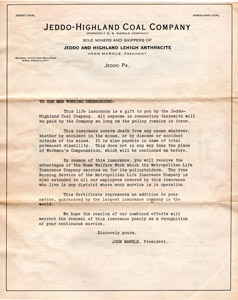 JEDDO COAL
HIGHLAND COAL
JEDDO-HIGHLAND COAL COMPANY
(FORMERLY G. B. MARKLE COMPANY)
SOLE MINERS AND SHIPPERS OF
JEDDO AND HIGHLAND LEHIGH ANTHRACITE
JOHN MARKLE, PRESIDENT
JEDDO PA.
TO THE MEN WORKING UNDERGROUND:
This life insurance is a gift to you by the Jeddo-
Highland Coal Company. All expense in connection therewith will
be paid by the Company as long as the policy remains in force.
This insurance covers death from any cause whatever,
whether by accident in the mines, or by disease or accident
outside of the mines. It is also payable in case of total
permanent disability. This does not in any way take the place
of Workmen's Compensation, which will be continued as before.
By reason of this insurance, you will receive the
advantages of the Home Welfare Work which the Metropolitan Life
Insurance Company carries on for its policyholders. The Free
Nursing Service of the Metropolitan Life Insurance Company is
also extended to all our employees covered by this insurance
who live in any district where such service is in operation.
This Certificate represents an addition to your
estate, guaranteed by the largest insurance company in the
world.
We hope the results of our combined efforts will
warrant the renewal of this insurance yearly as a recognition
of your continuous service.
Sincerely yours,
JOHN MARKLE, President.